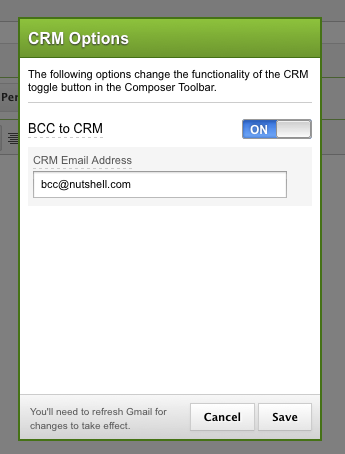 CRM Options
The following options change the functionality of the CRM
toggle button in the Composer Toolbar.
Per
BCC to CRM
ON
CRM Email Address
bcc@nutshell.com
You'll need to refresh Gmail for
changes to take effect.
Cancel
Save